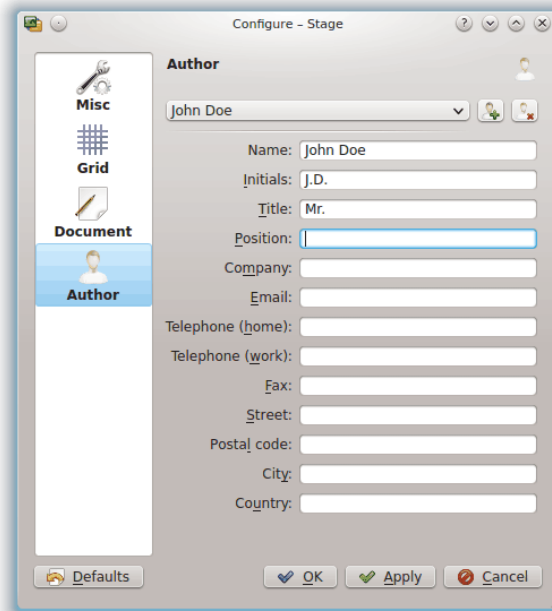 Configure – Stage
Misc
Grid
Document
Author
Author
John Doe
Name: John Doe
Initials: J.D.
Title: Mr.
Position:
Company:
Email:
Telephone (home):
Telephone (work):
Fax:
Street:
Postal code:
City:
Country:
Defaults
OK
Apply
Cancel